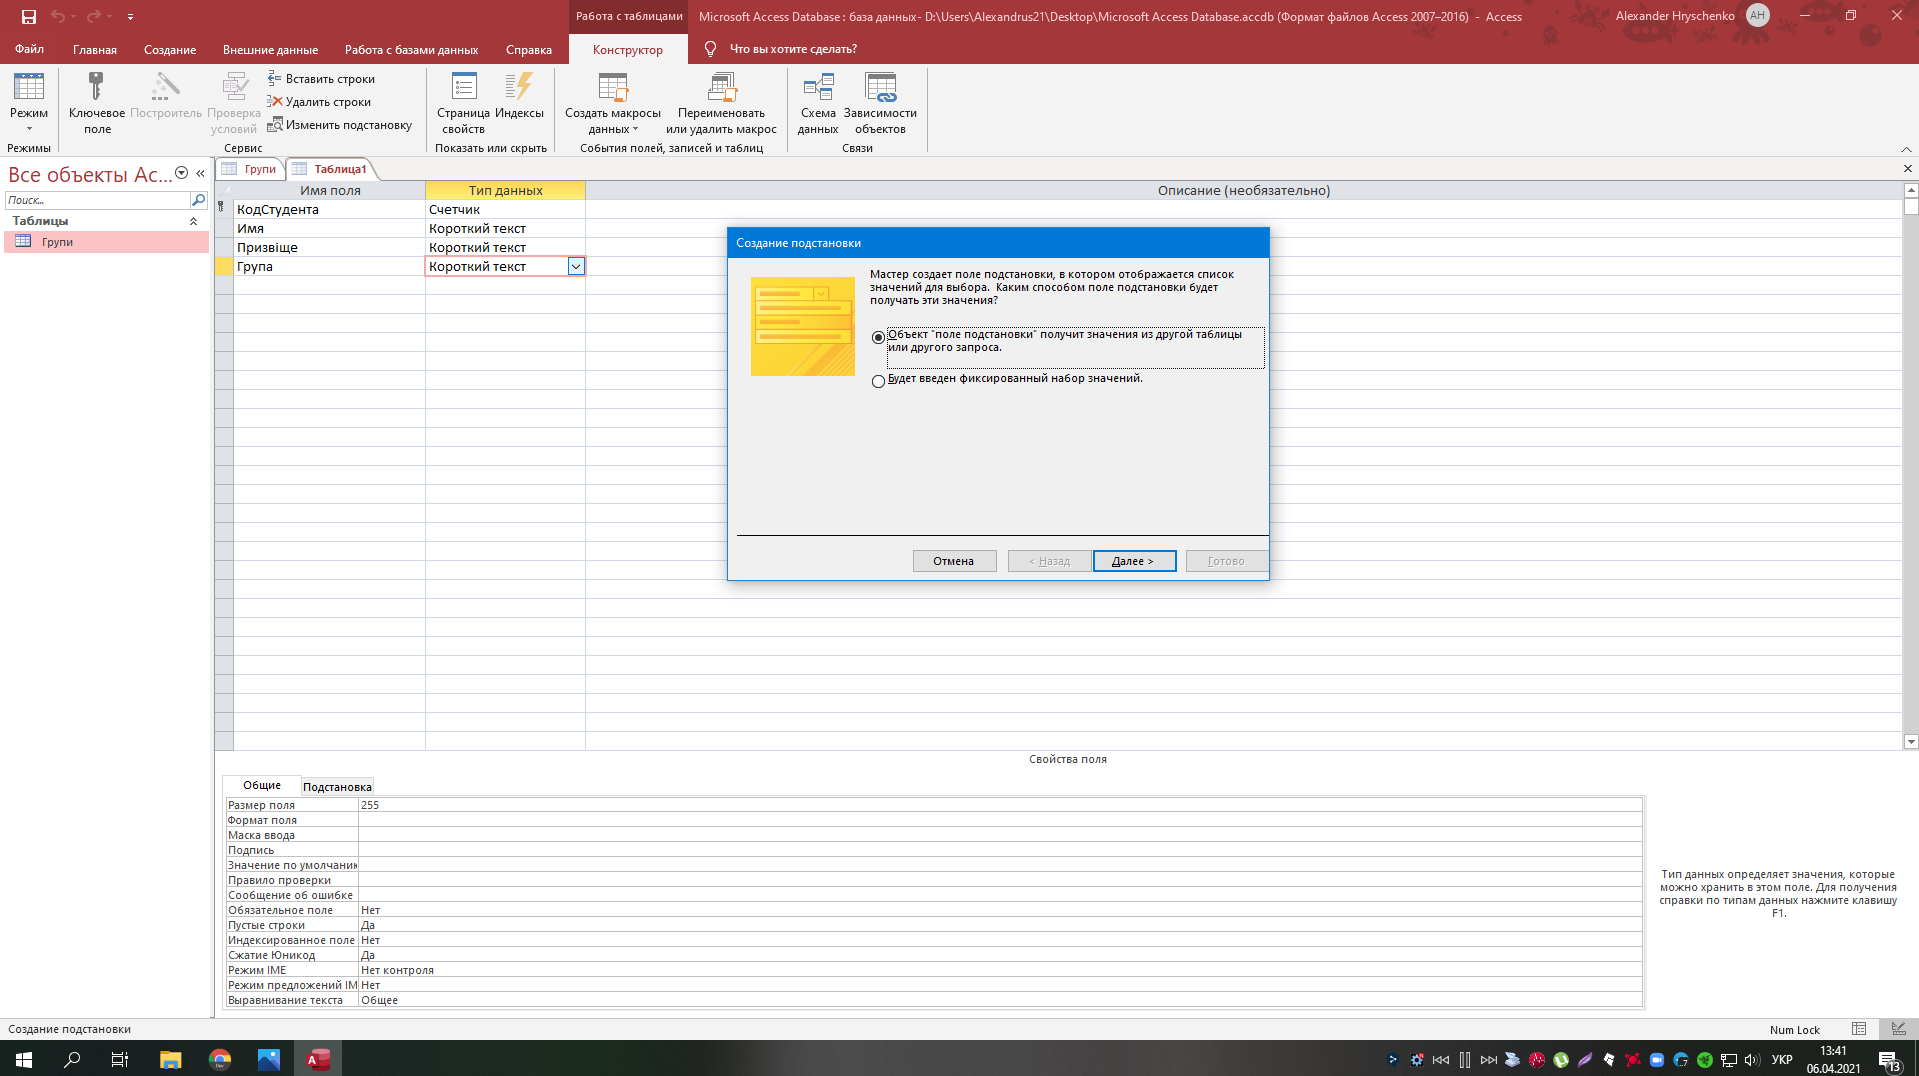 Работа с таблицами
Microsoft Access Database : база данных- D:\Users\Alexandrus21\Desktop\Microsoft Access Database.accdb (Формат файлов Access 2007–2016) - Access
Alexander Hryschenko
AH
Файл
Главная
Создание
Внешние данные
Работа с базами данных
Справка
Конструктор
Что вы хотите сделать?
Режим
Ключевое
поле
Построитель
Проверка
условий
Вставить строки
Удалить строки
Изменить подстановку
Страница
свойств
Индексы
Создать макросы
данных
Переименовать
или удалить макрос
Схема
данных
Зависимости
объектов
Режимы
Сервис
Показать или скрыть
События полей, записей и таблиц
Связи
Все объекты Ac...
Поиск...
Таблицы
Групи
Групи
Таблица1
Имя поля
Тип данных
Описание (необязательно)
КодСтудента
Счетчик
Имя
Короткий текст
Призвіще
Короткий текст
Група
Короткий текст
Создание подстановки
Мастер создает поле подстановки, в котором отображается список
значений для выбора. Каким способом поле подстановки будет
получать эти значения?
Объект "поле подстановки" получит значения из другой таблицы
или другого запроса.
Будет введен фиксированный набор значений.
Отмена
< Назад
Далее >
Готово
Свойства поля
Общие
Подстановка
Размер поля
255
Формат поля
Маска ввода
Подпись
Значение по умолчани
Правило проверки
Сообщение об ошибке
Обязательное поле
Нет
Пустые строки
Да
Индексированное поле
Нет
Сжатие Юникод
Да
Режим IME
Нет контроля
Режим предложений IM
Нет
Выравнивание текста
Общее
Тип данных определяет значения, которые
можно хранить в этом поле. Для получения
справки по типам данных нажмите клавишу
F1.
Создание подстановки
Num Lock
УКР
13:41
06.04.2021
13